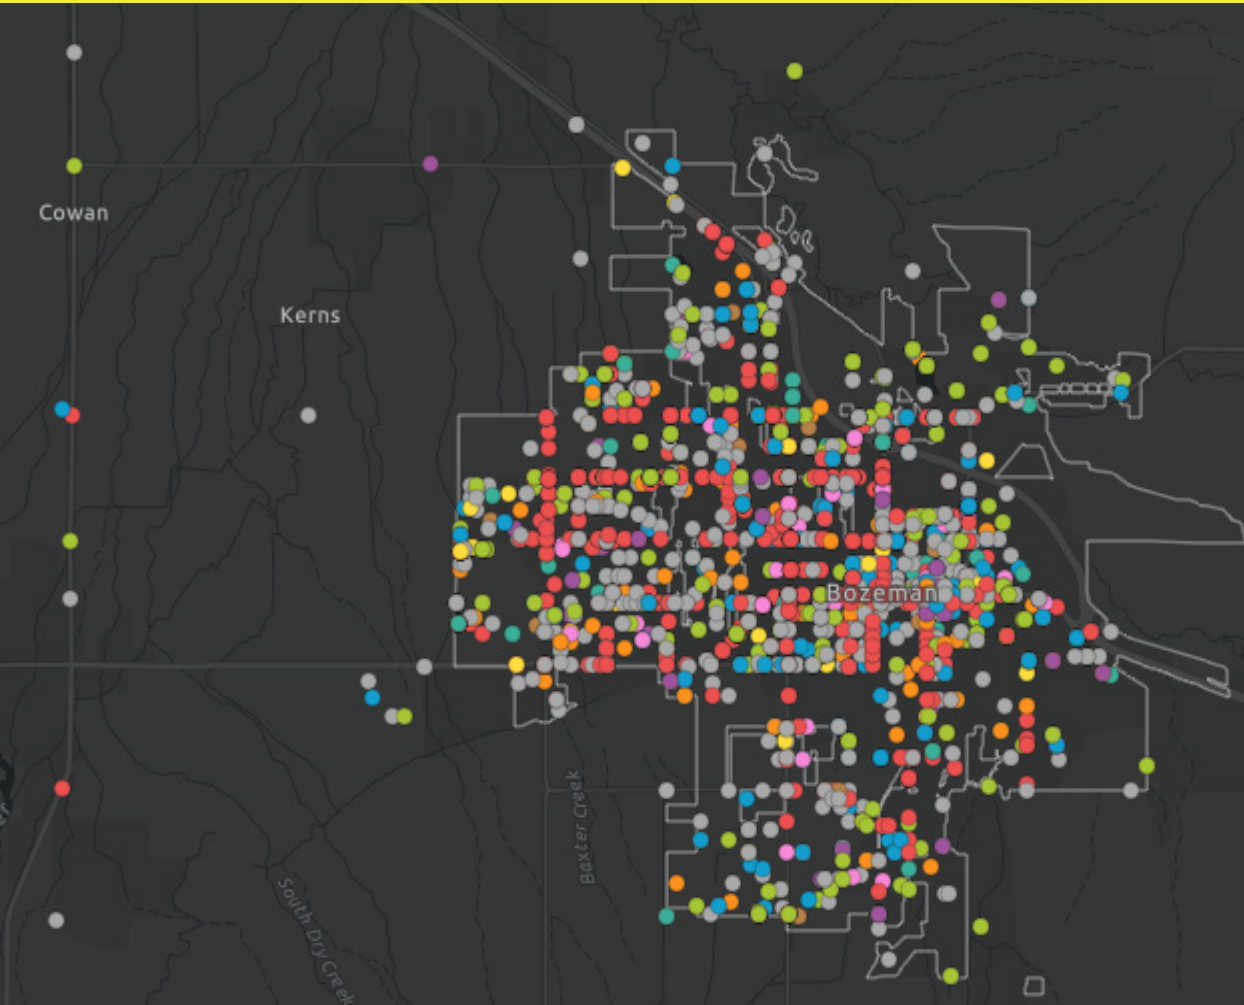 Cowan
Kerns
Bozeman
Baxter Creek
South Dry Creek